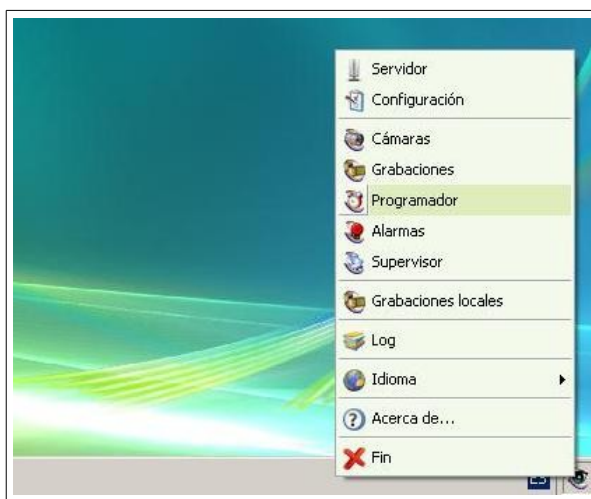 Servidor
Configuración
Cámaras
Grabaciones
Programador
Alarmas
Supervisor
Grabaciones locales
Log
Idioma
Acerca de...
Fin